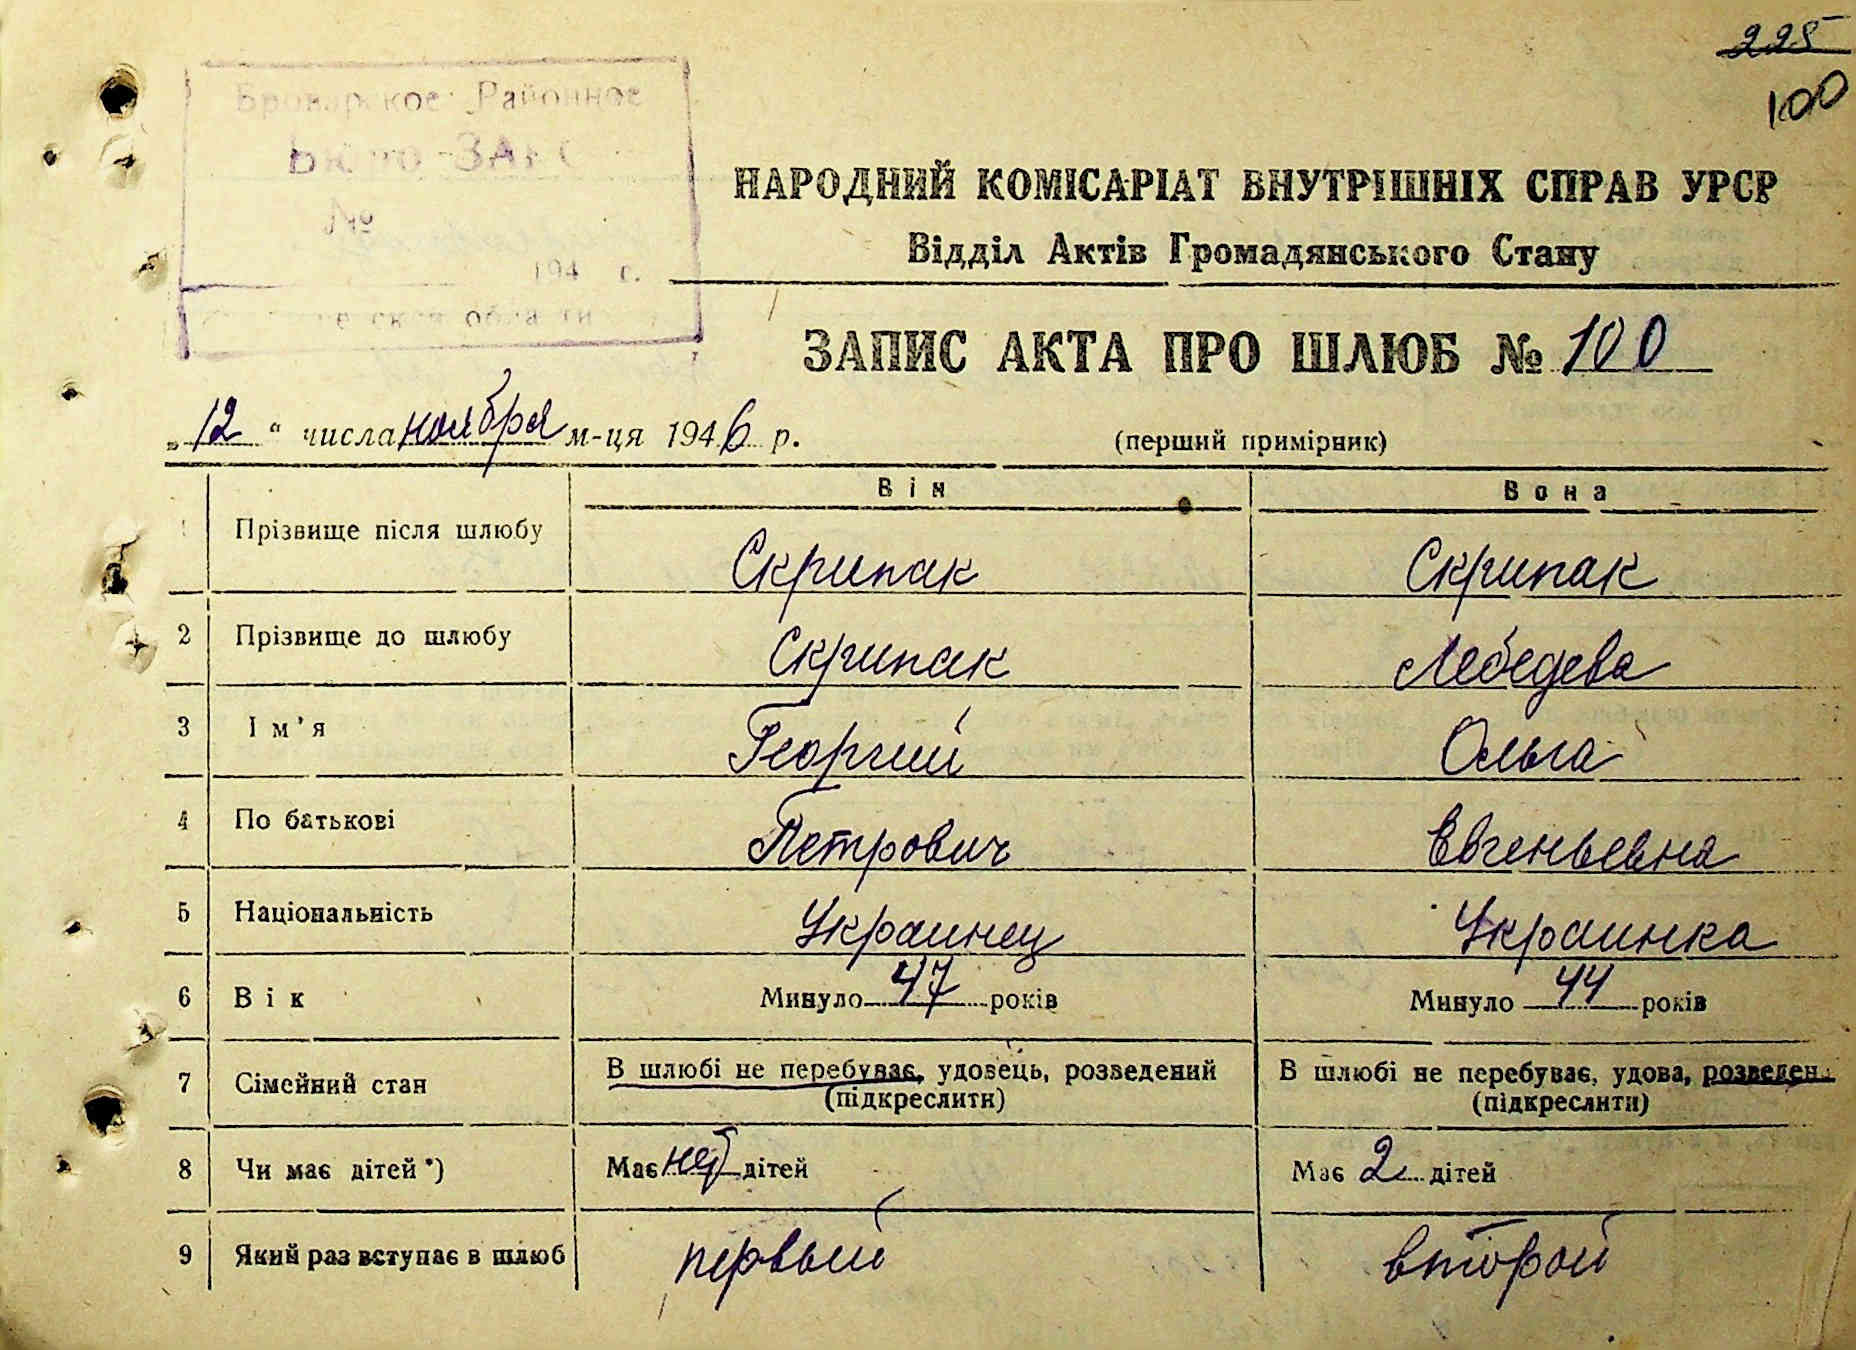 225
100
Броварское Районное
Бюро ЗАГС
№
194 г.
области
НАРОДНИЙ КОМІСАРІАТ ВНУТРІШНІХ СПРАВ УРСР
Відділ Актів Громадянського Стану
ЗАПИС АКТА ПРО ШЛЮБ № 100
„12“ числа ноября м-ця 1946 р. (перший примірник)
Він Вона
1 Прізвище після шлюбу Скрипак Скрипак
2 Прізвище до шлюбу Скрипак Лебедева
3 Ім'я Георгий Ольга
4 По батькові Петрович Евгеньевна
5 Національність Украинец Украинка
6 Вік Минуло 47 років Минуло 44 років
7 Сімейний стан В шлюбі не перебуває, удовець, розведений В шлюбі не перебуває, удова, розведена
(підкреслити) (підкреслити)
8 Чи має дітей *) Має нет дітей Має 2 дітей
9 Який раз вступає в шлюб первый второй